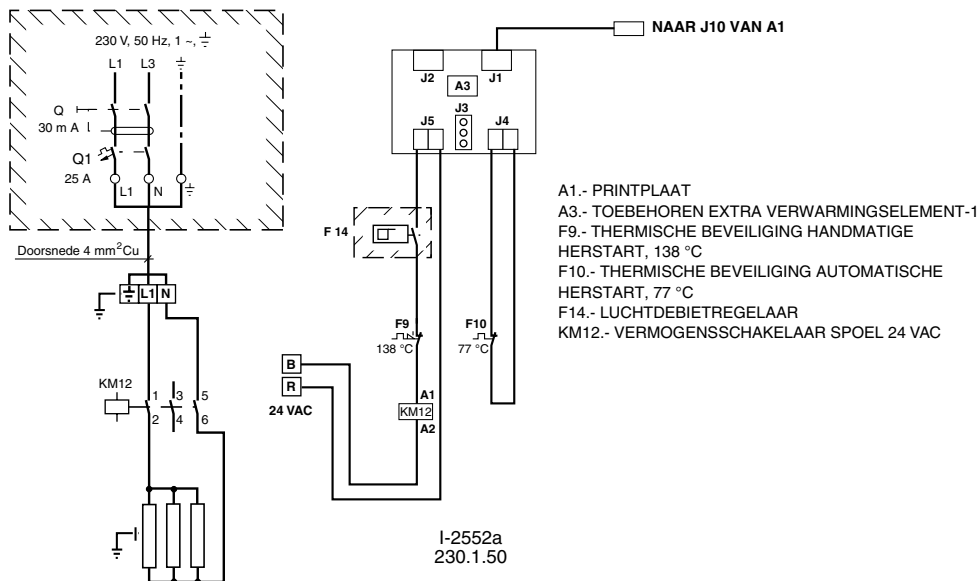 230 V, 50 Hz, 1 ~,
L1 L3
Q
30 m A I
Q1
25 A
L1 N
Doorsnede 4 mm²Cu
L1 N
KM12
1 3 5
2 4 6
NAAR J10 VAN A1
J2 J1
A3
J3
J5 J4
F 14
F9
138 °C
F10
77 °C
B
R
24 VAC
A1
KM12
A2
A1.- PRINTPLAAT
A3.- TOEBEHOREN EXTRA VERWARMINGSELEMENT-1
F9.- THERMISCHE BEVEILIGING HANDMATIGE
HERSTART, 138 °C
F10.- THERMISCHE BEVEILIGING AUTOMATISCHE
HERSTART, 77 °C
F14.- LUCHTDEBIETREGELAAR
KM12.- VERMOGENSSCHAKELAAR SPOEL 24 VAC
I-2552a
230.1.50